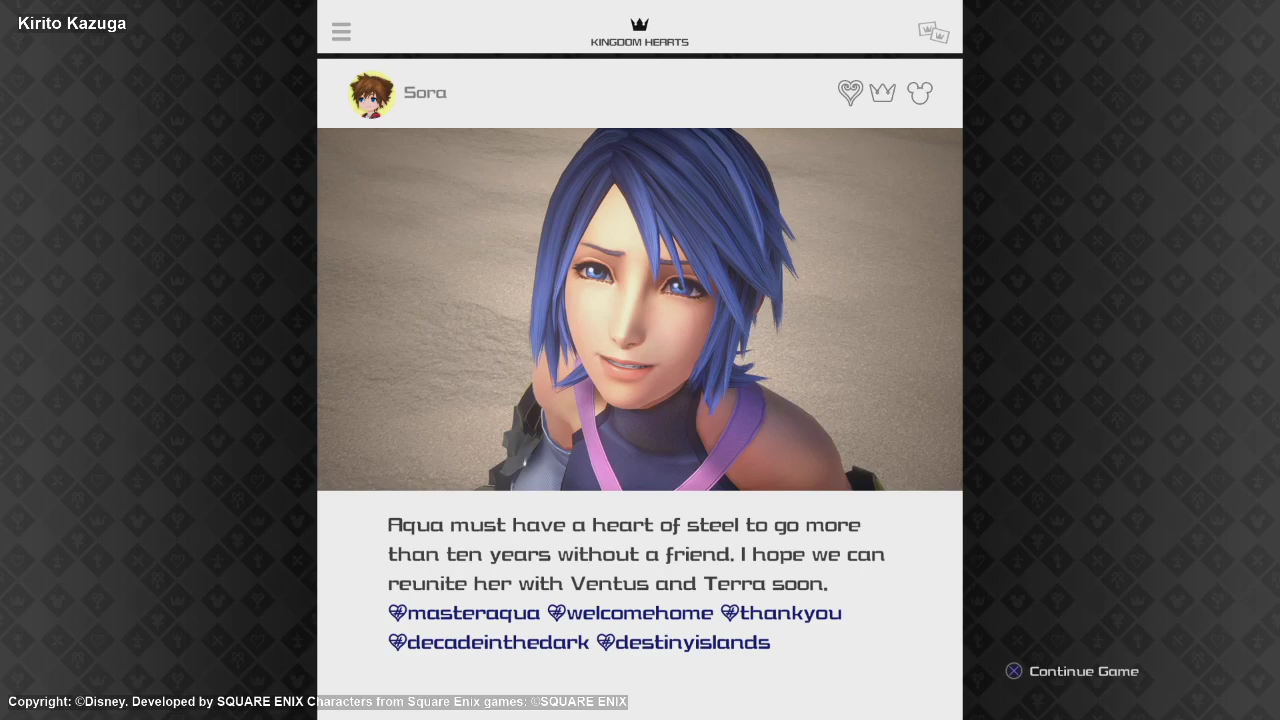 Kirito Kazuga
KINGDOM HEARTS
Sora
Aqua must have a heart of steel to go more
than ten years without a friend. I hope we can
reunite her with Ventus and Terra soon.
masteraqua welcomehome thankyou
decadeinthedark destinyislands
Continue Game
Copyright: ©Disney. Developed by SQUARE ENIX Characters from Square Enix games: ©SQUARE ENIX